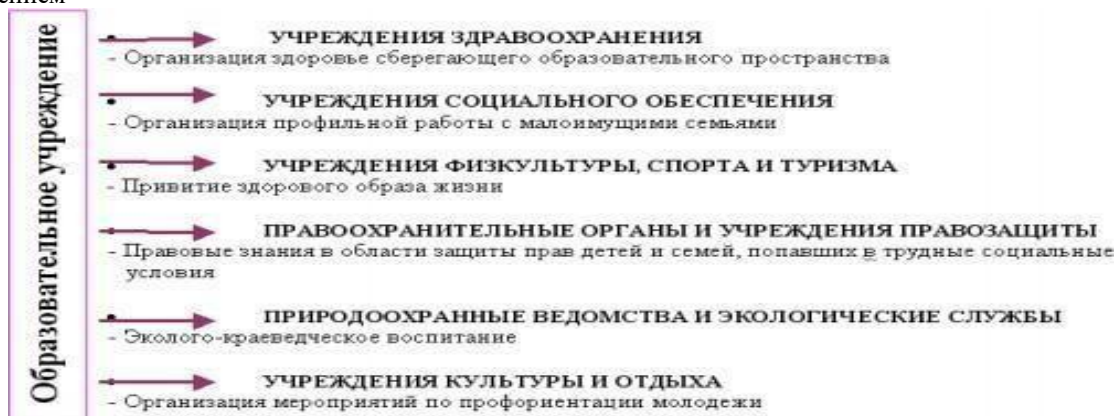 Образовательное учреждение
УЧРЕЖДЕНИЯ ЗДРАВООХРАНЕНИЯ
- Организация здоровье сберегающего образовательного пространства
УЧРЕЖДЕНИЯ СОЦИАЛЬНОГО ОБЕСПЕЧЕНИЯ
- Организация профильной работы с малоимущими семьями
УЧРЕЖДЕНИЯ ФИЗКУЛЬТУРЫ, СПОРТА И ТУРИЗМА
- Привитие здорового образа жизни
ПРАВООХРАНИТЕЛЬНЫЕ ОРГАНЫ И УЧРЕЖДЕНИЯ ПРАВОЗАЩИТЫ
- Правовые знания в области защиты прав детей и семей, попавших в трудные социальные
условия
ПРИРОДООХРАННЫЕ ВЕДОМСТВА И ЭКОЛОГИЧЕСКИЕ СЛУЖБЫ
- Эколого-краеведческое воспитание
УЧРЕЖДЕНИЯ КУЛЬТУРЫ И ОТДЫХА
- Организация мероприятий по профориентации молодежи